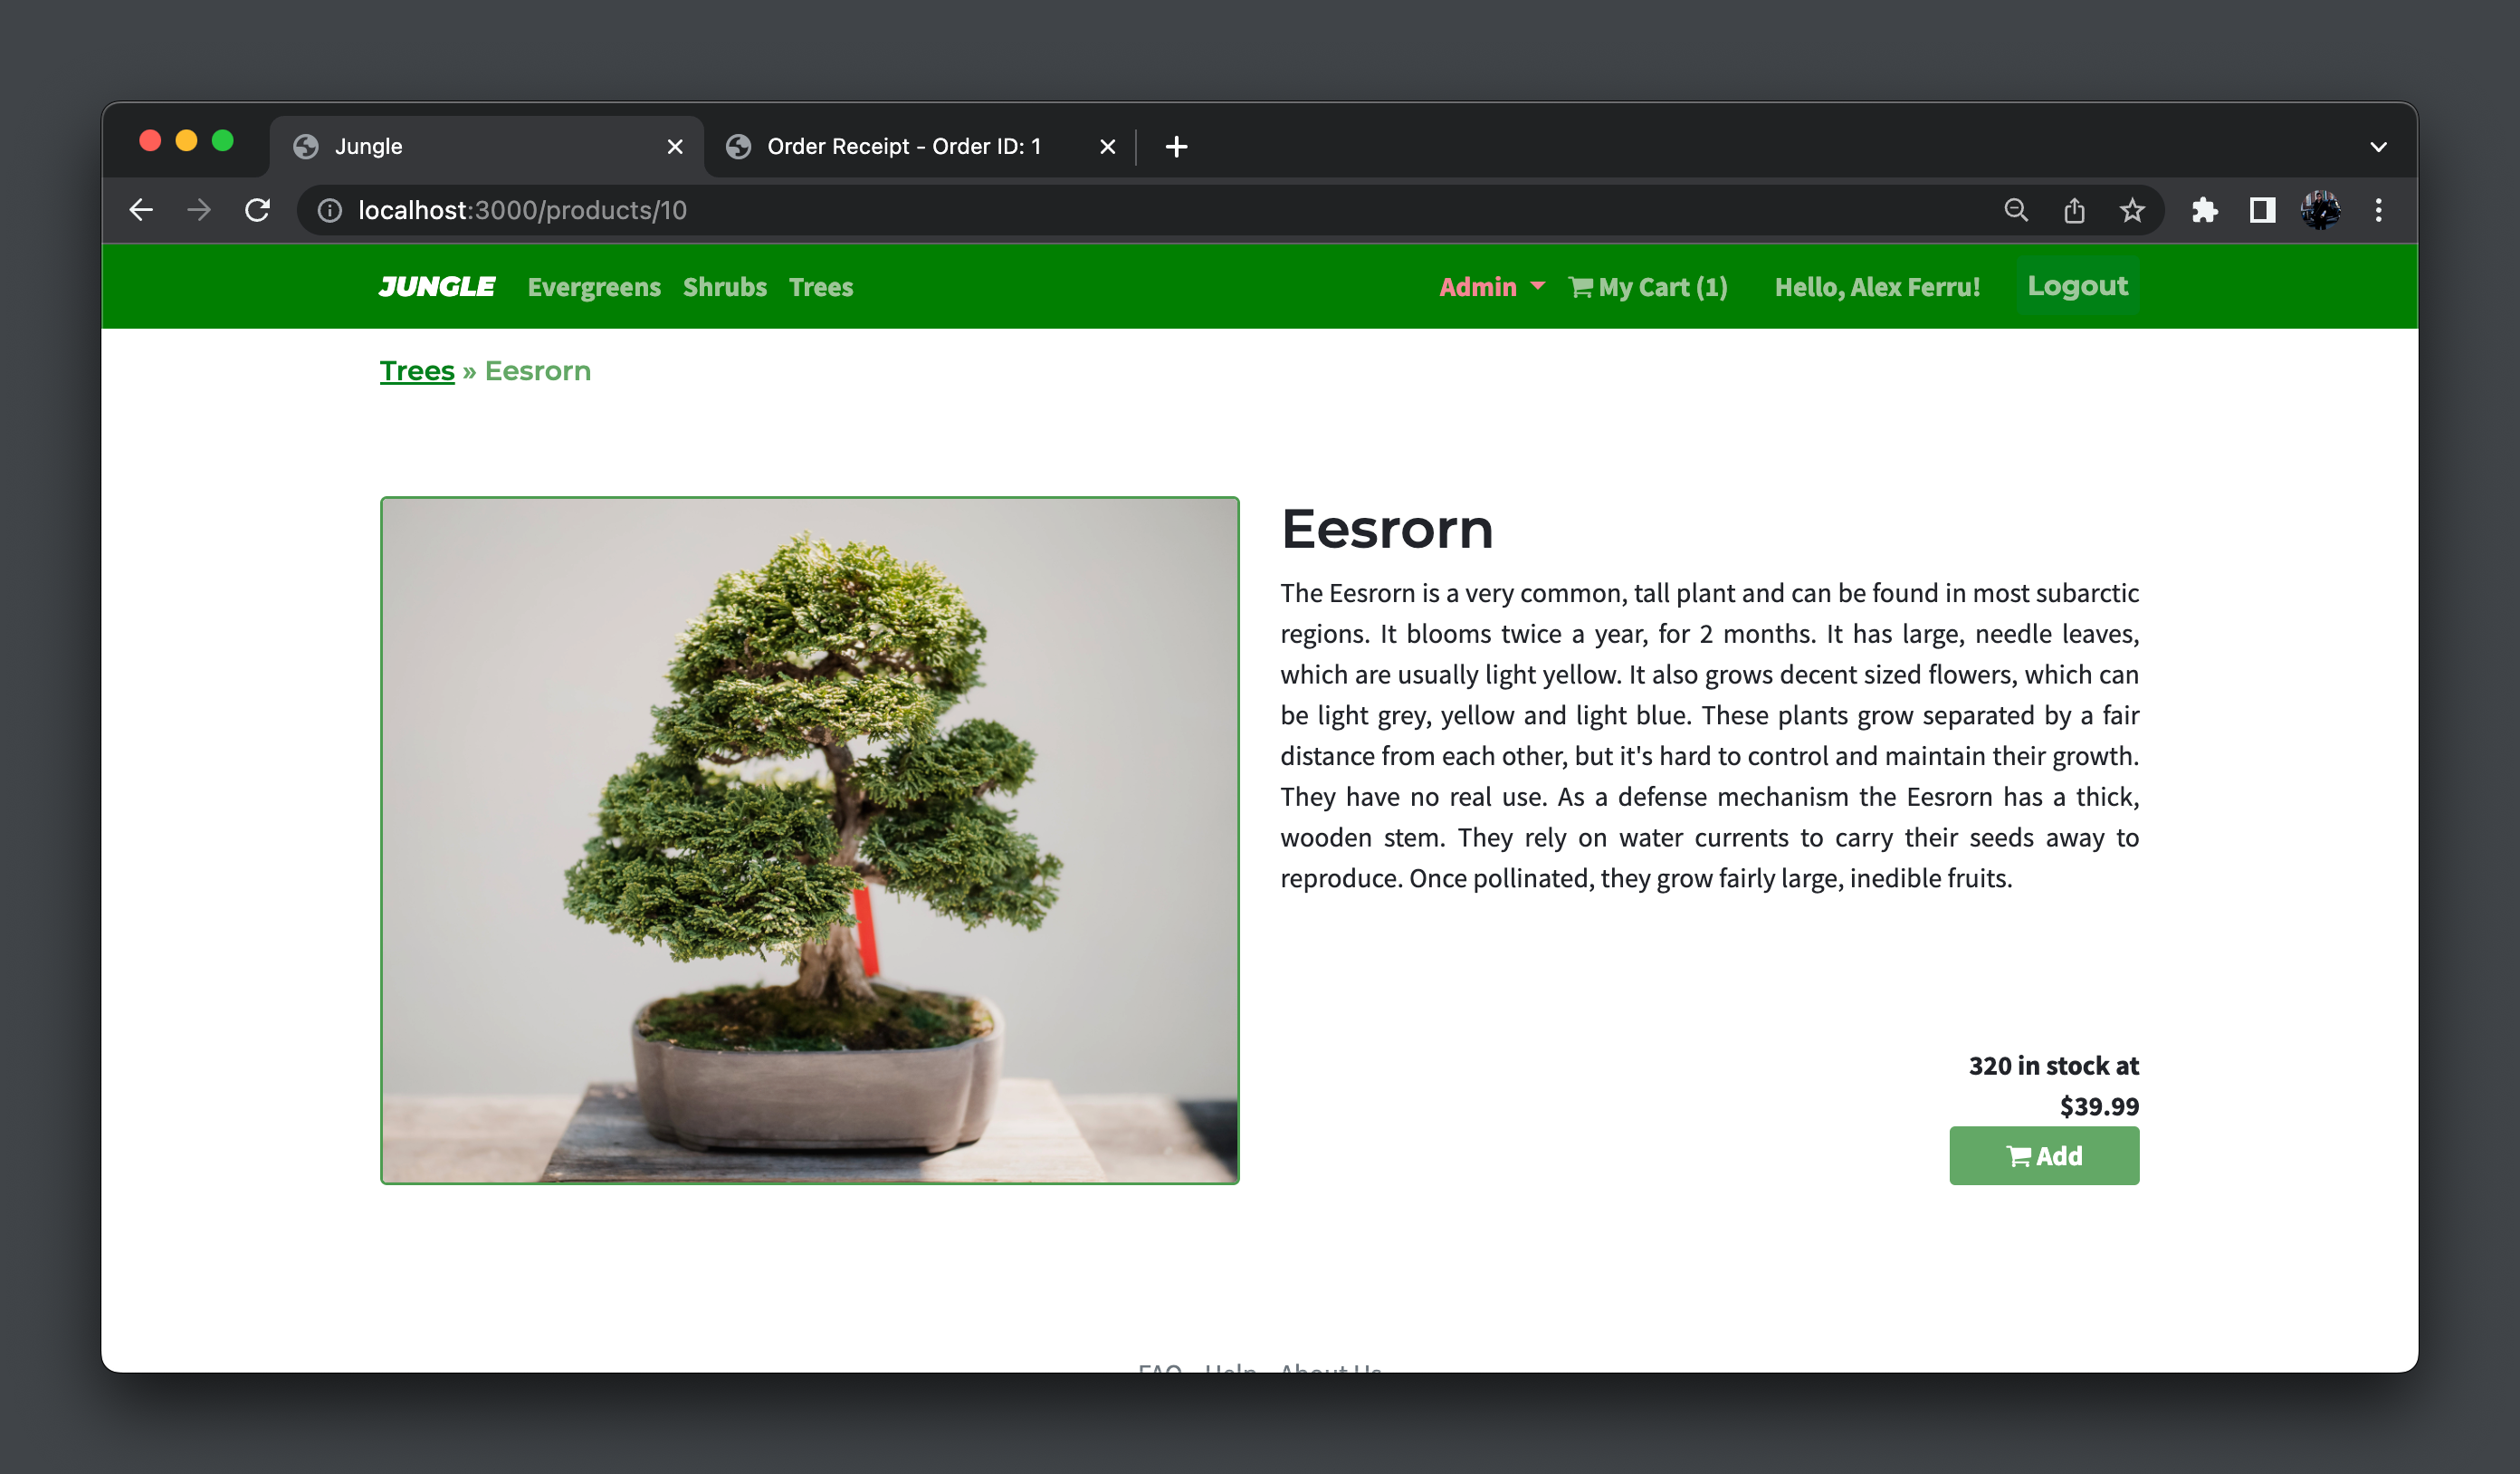 Jungle
Order Receipt - Order ID: 1
localhost:3000/products/10
JUNGLE Evergreens Shrubs Trees Admin My Cart (1) Hello, Alex Ferru! Logout
Trees » Eesrorn
Eesrorn
The Eesrorn is a very common, tall plant and can be found in most subarctic
regions. It blooms twice a year, for 2 months. It has large, needle leaves,
which are usually light yellow. It also grows decent sized flowers, which can
be light grey, yellow and light blue. These plants grow separated by a fair
distance from each other, but it's hard to control and maintain their growth.
They have no real use. As a defense mechanism the Eesrorn has a thick,
wooden stem. They rely on water currents to carry their seeds away to
reproduce. Once pollinated, they grow fairly large, inedible fruits.
320 in stock at
$39.99
Add
FAQ Help About Us